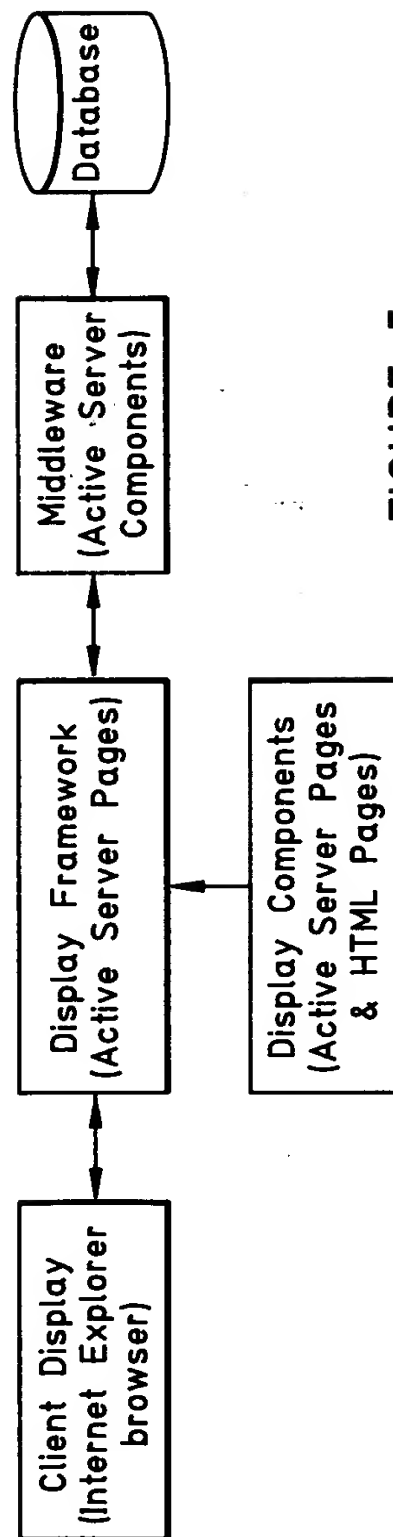 Client Display
(Internet Explorer
browser)
Display Framework
(Active Server Pages)
Middleware
(Active Server
Components)
Database
Display Components
(Active Server Pages
& HTML Pages)